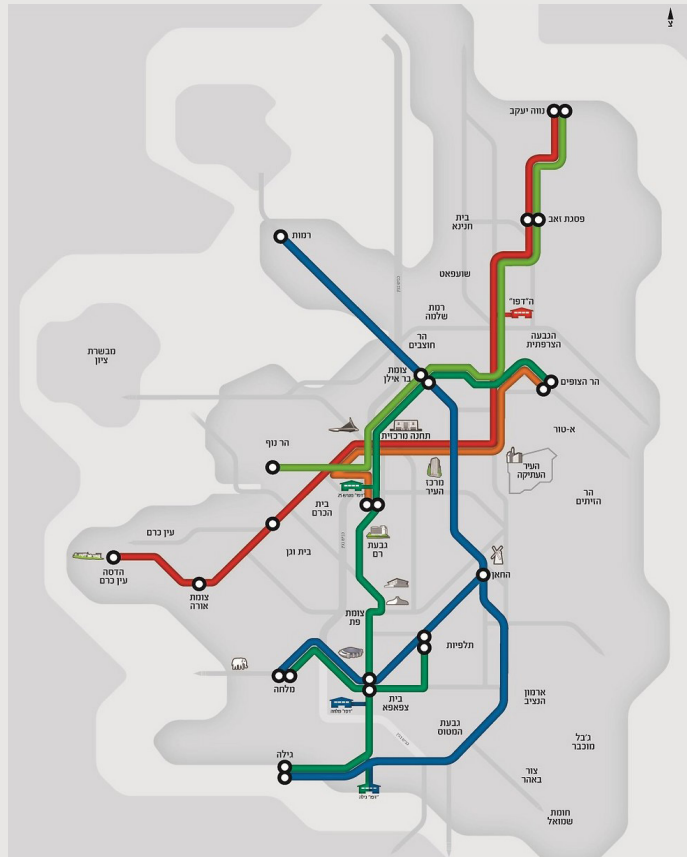 צ
נווה יעקב
פסגת זאב
בית
חנינא
רמות
שועפאט
ה"דפו"
רמת
שלמה
הר
חוצבים
הגבעה
הצרפתית
מבשרת
ציון
צומת
בר אילן
הר הצופים
א-טור
תחנה מרכזית
הר נוף
מרכז
העיר
העיר
העתיקה
הר
הזיתים
בית
הכרם
עין כרם
בית וגן
גבעת
רם
הדסה
עין כרם
צומת
אורה
החאן
צומת
פת
תלפיות
מלחה
בית
צפאפא
ארמון
הנציב
גבעת
המטוס
ג'בל
מוכבר
גילה
צור
באהר
חומת
שמואל